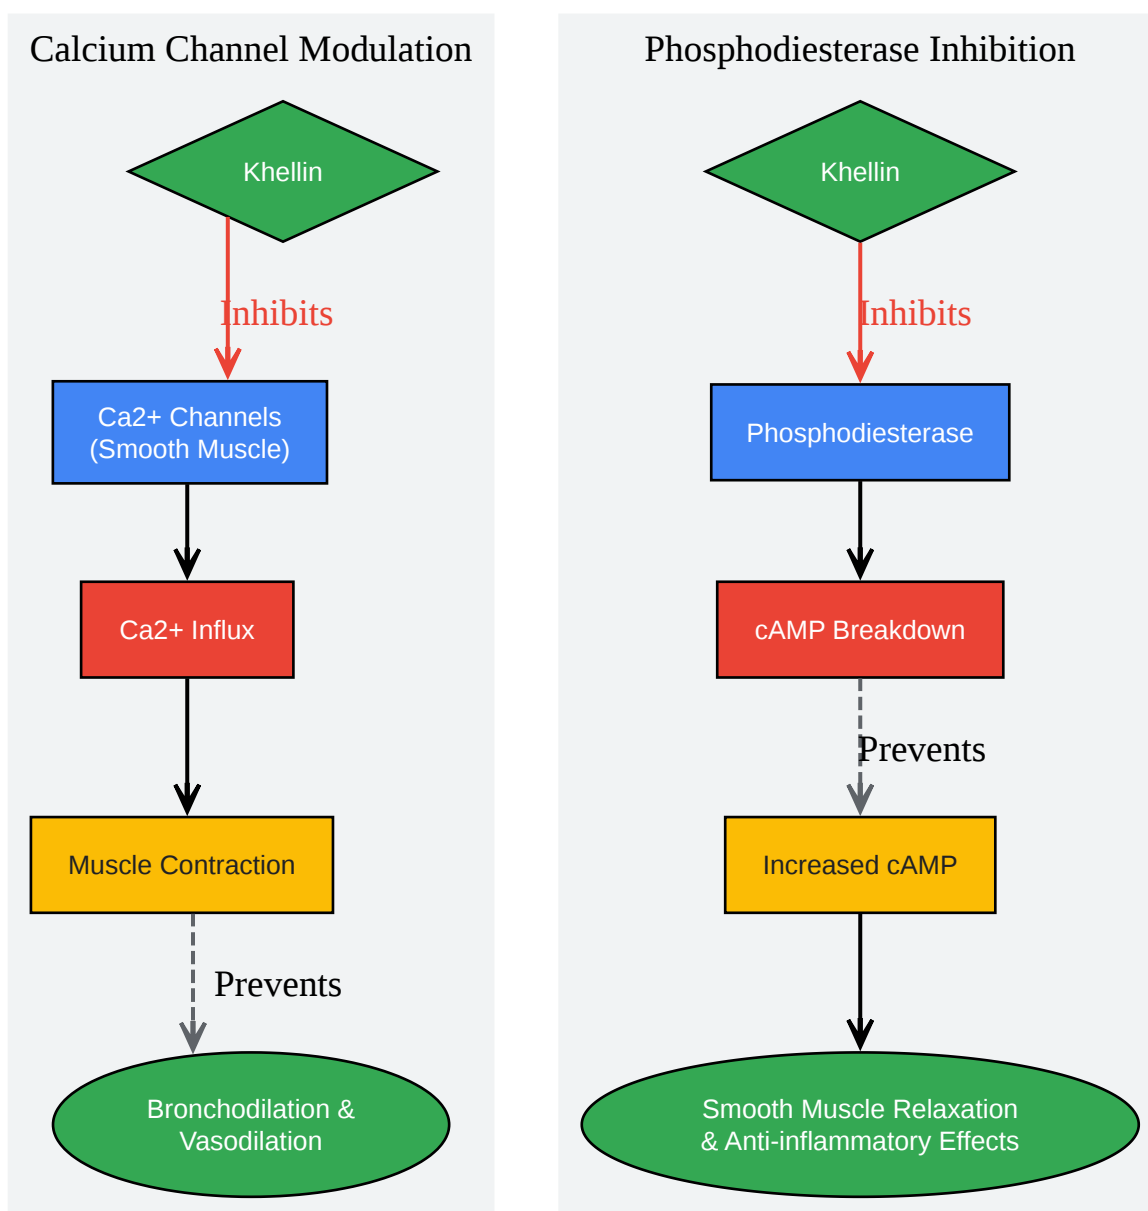 Calcium Channel Modulation
Khellin
Inhibits
Ca2+ Channels
(Smooth Muscle)
Ca2+ Influx
Muscle Contraction
Prevents
Bronchodilation &
Vasodilation
Phosphodiesterase Inhibition
Khellin
Inhibits
Phosphodiesterase
cAMP Breakdown
Prevents
Increased cAMP
Smooth Muscle Relaxation
& Anti-inflammatory Effects